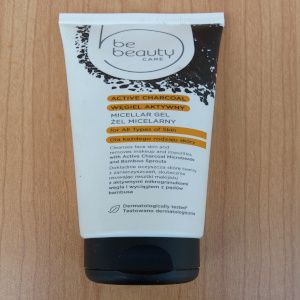 be
beauty
CARE
ACTIVE CHARCOAL
WĘGIEL AKTYWNY
MICELLAR GEL
ŻEL MICELARNY
for All Types of Skin
Dla każdego rodzaju skóry
cleanses face skin and
removes makeup and impurities
with Active Charcoal Microbeads
and Bamboo Sprouts
Dokładnie oczyszcza skórę twarzy
z zanieczyszczeń, skutecznie
usuwając resztki makijażu
z aktywnymi mikrogranulkami
węgla i wyciągiem z pędów
bambusa
Dermatologically tested
Testowano dermatologicznie